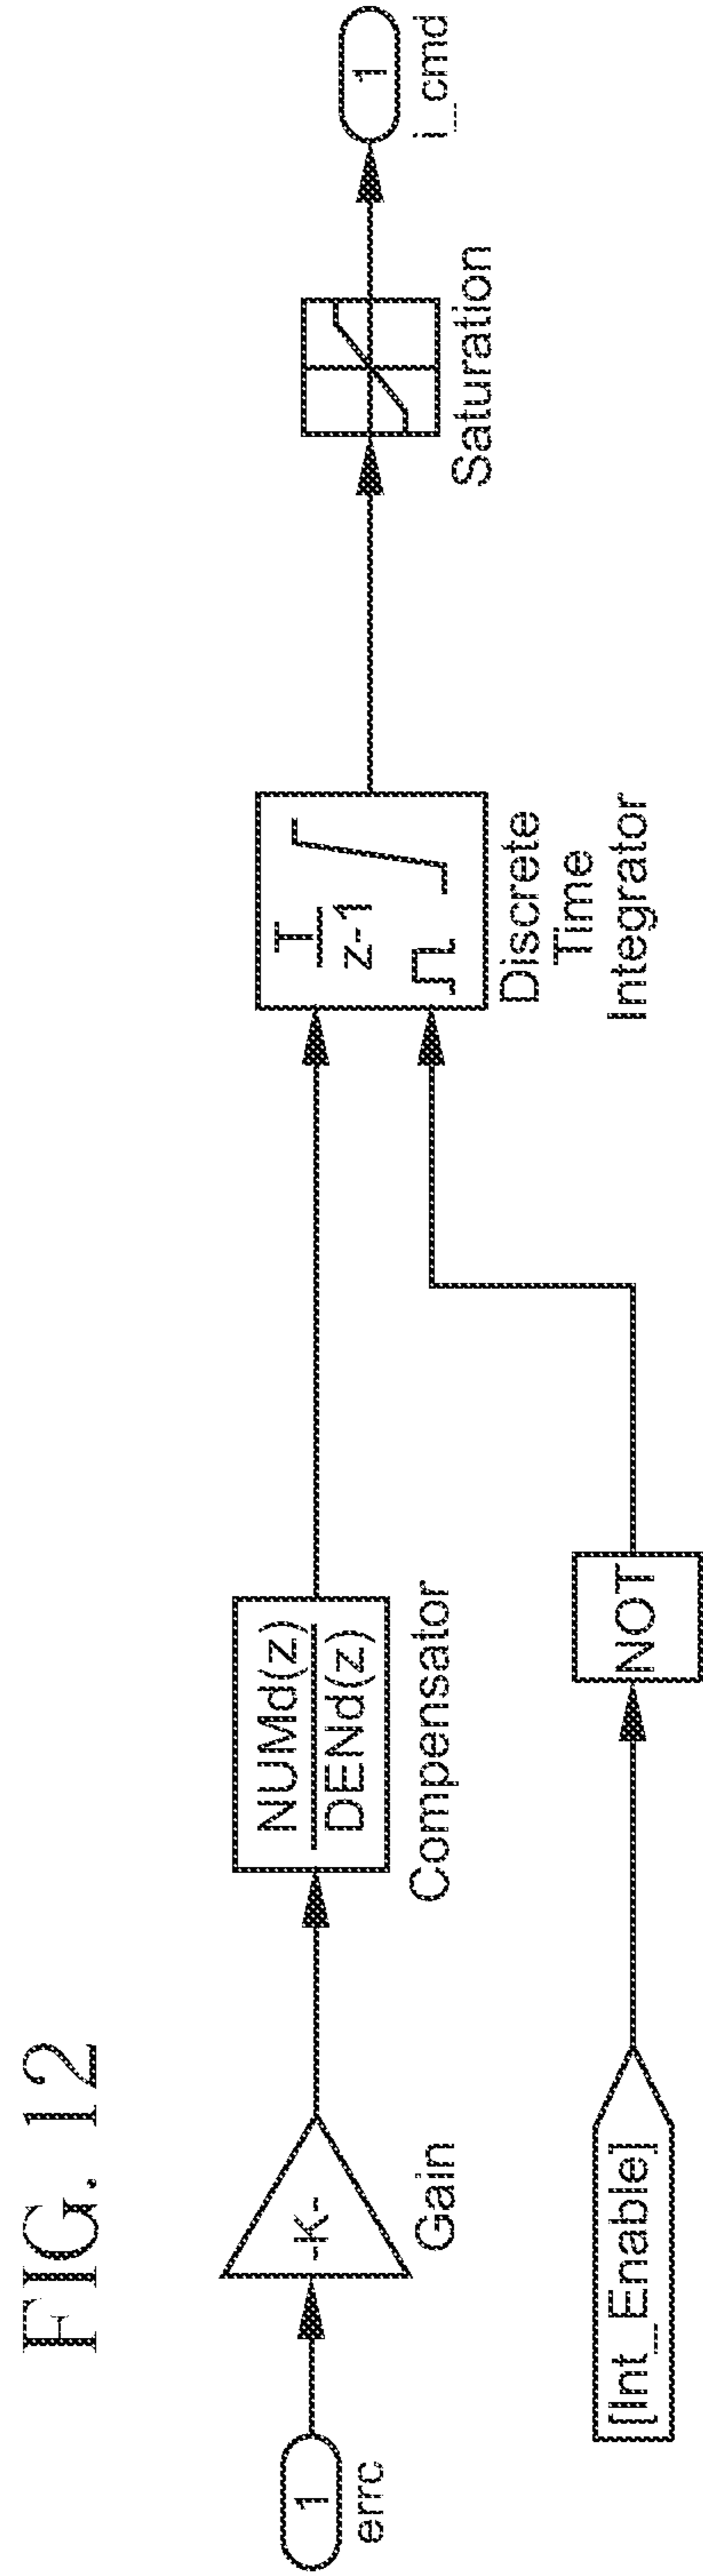 FIG. 12
1
errc
-K-
Gain
NUMd(z)
DENd(z)
Compensator
T
z-1
Discrete
Time
Integrator
Saturation
1
i_cmd
[Int_Enable]
NOT